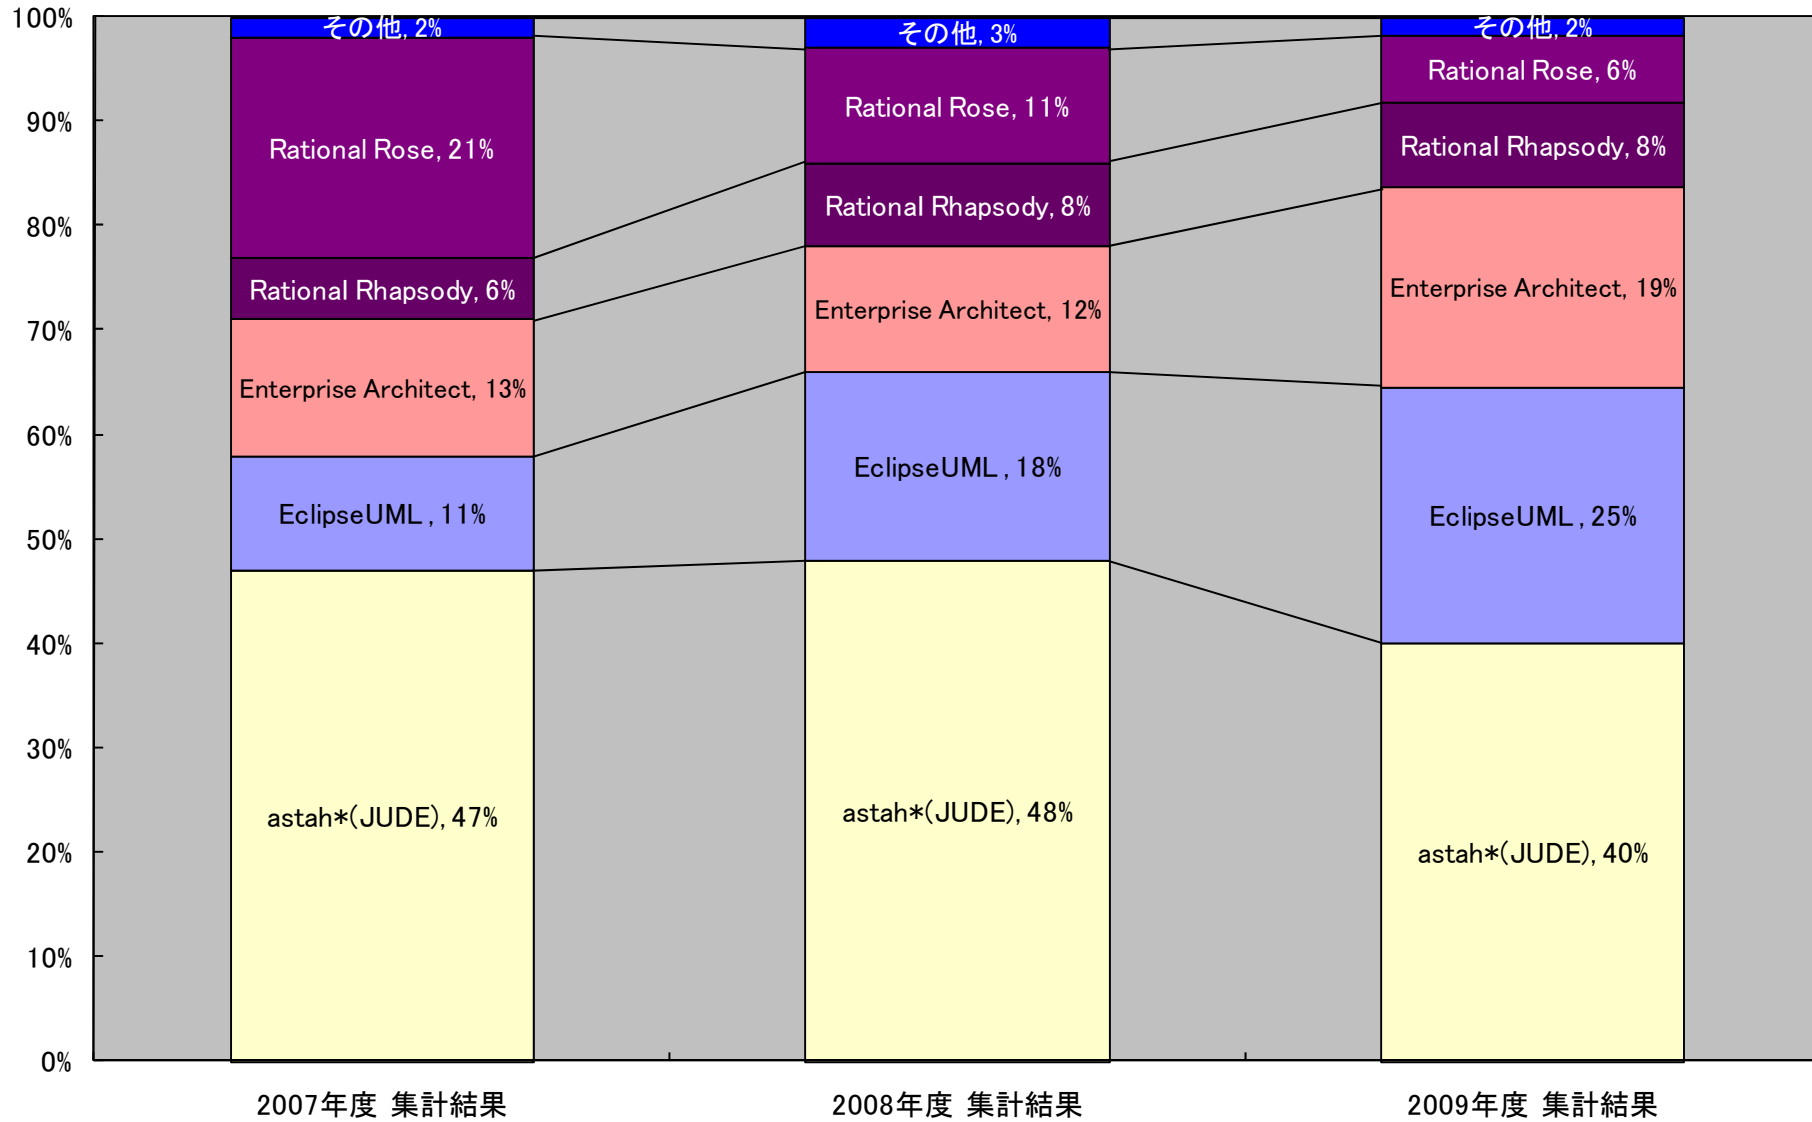 100%
90%
80%
70%
60%
50%
40%
30%
20%
10%
0%
その他, 2%
Rational Rose, 21%
Rational Rhapsody, 6%
Enterprise Architect, 13%
EclipseUML , 11%
astah*(JUDE), 47%
2007年度 集計結果
その他, 3%
Rational Rose, 11%
Rational Rhapsody, 8%
Enterprise Architect, 12%
EclipseUML , 18%
astah*(JUDE), 48%
2008年度 集計結果
その他, 2%
Rational Rose, 6%
Rational Rhapsody, 8%
Enterprise Architect, 19%
EclipseUML , 25%
astah*(JUDE), 40%
2009年度 集計結果